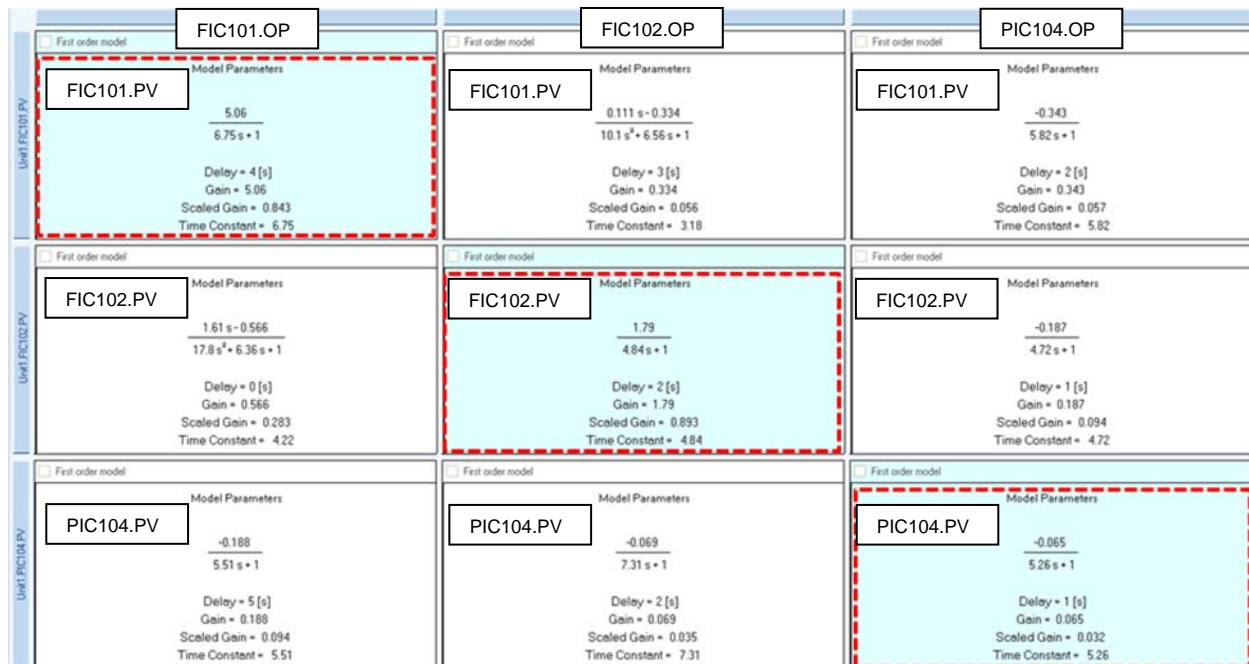 FIC101.OP
FIC102.OP
PIC104.OP
Unit1.FIC101.PV
First order model
Model Parameters
FIC101.PV
5.06
6.75 s + 1
Delay = 4 [s]
Gain = 5.06
Scaled Gain = 0.843
Time Constant = 6.75
First order model
Model Parameters
FIC101.PV
0.111 s - 0.334
10.1 s² + 6.56 s + 1
Delay = 3 [s]
Gain = 0.334
Scaled Gain = 0.056
Time Constant = 3.18
First order model
Model Parameters
FIC101.PV
-0.343
5.82 s + 1
Delay = 2 [s]
Gain = 0.343
Scaled Gain = 0.057
Time Constant = 5.82
Unit1.FIC102.PV
First order model
Model Parameters
FIC102.PV
1.61 s - 0.566
17.8 s² + 6.36 s + 1
Delay = 0 [s]
Gain = 0.566
Scaled Gain = 0.283
Time Constant = 4.22
First order model
Model Parameters
FIC102.PV
1.79
4.84 s + 1
Delay = 2 [s]
Gain = 1.79
Scaled Gain = 0.893
Time Constant = 4.84
First order model
Model Parameters
FIC102.PV
-0.187
4.72 s + 1
Delay = 1 [s]
Gain = 0.187
Scaled Gain = 0.094
Time Constant = 4.72
Unit1.PIC104.PV
First order model
Model Parameters
PIC104.PV
-0.188
5.51 s + 1
Delay = 5 [s]
Gain = 0.188
Scaled Gain = 0.094
Time Constant = 5.51
First order model
Model Parameters
PIC104.PV
-0.069
7.31 s + 1
Delay = 2 [s]
Gain = 0.069
Scaled Gain = 0.035
Time Constant = 7.31
First order model
Model Parameters
PIC104.PV
-0.065
5.26 s + 1
Delay = 1 [s]
Gain = 0.065
Scaled Gain = 0.032
Time Constant = 5.26